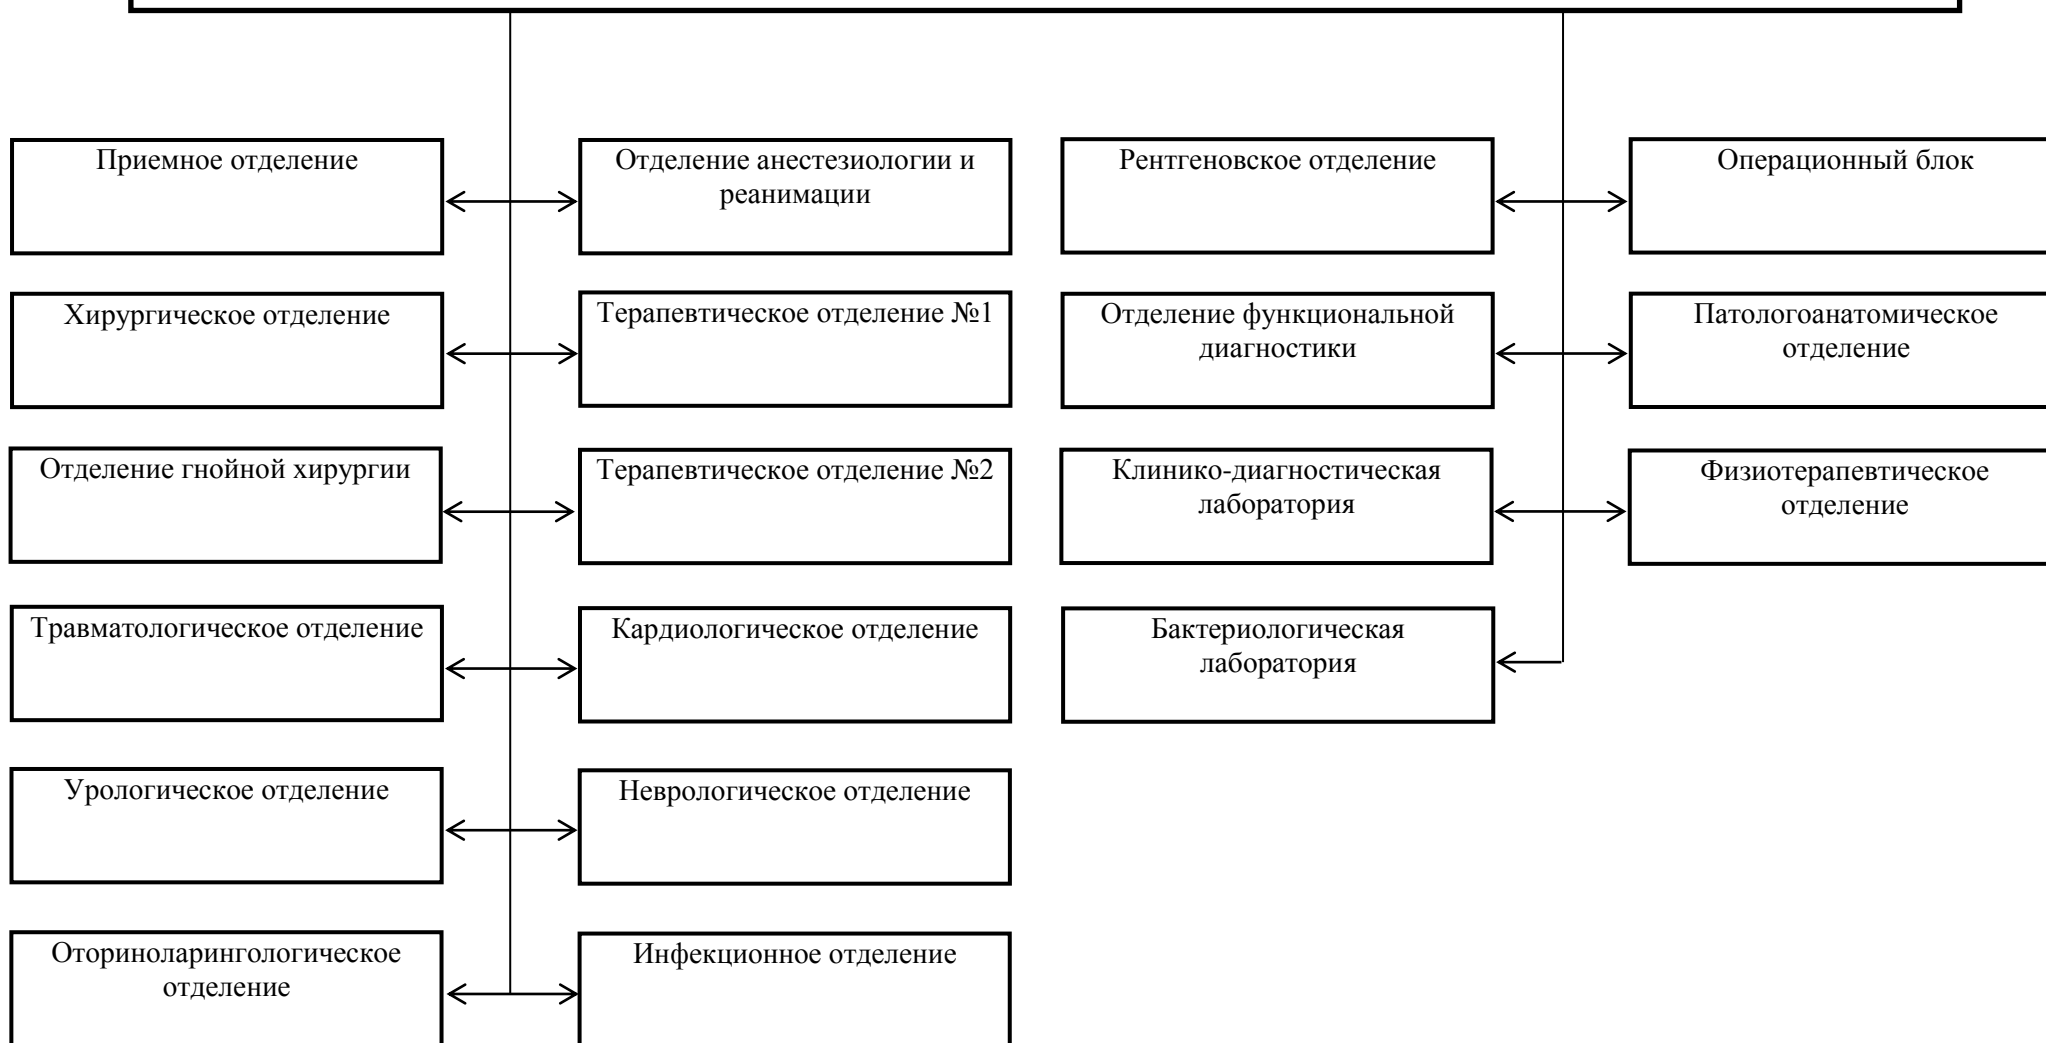 Приемное отделение
Отделение анестезиологии и
реанимации
Рентгеновское отделение
Операционный блок
Хирургическое отделение
Терапевтическое отделение №1
Отделение функциональной
диагностики
Патологоанатомическое
отделение
Отделение гнойной хирургии
Терапевтическое отделение №2
Клинико-диагностическая
лаборатория
Физиотерапевтическое
отделение
Травматологическое отделение
Кардиологическое отделение
Бактериологическая
лаборатория
Урологическое отделение
Неврологическое отделение
Оториноларингологическое
отделение
Инфекционное отделение